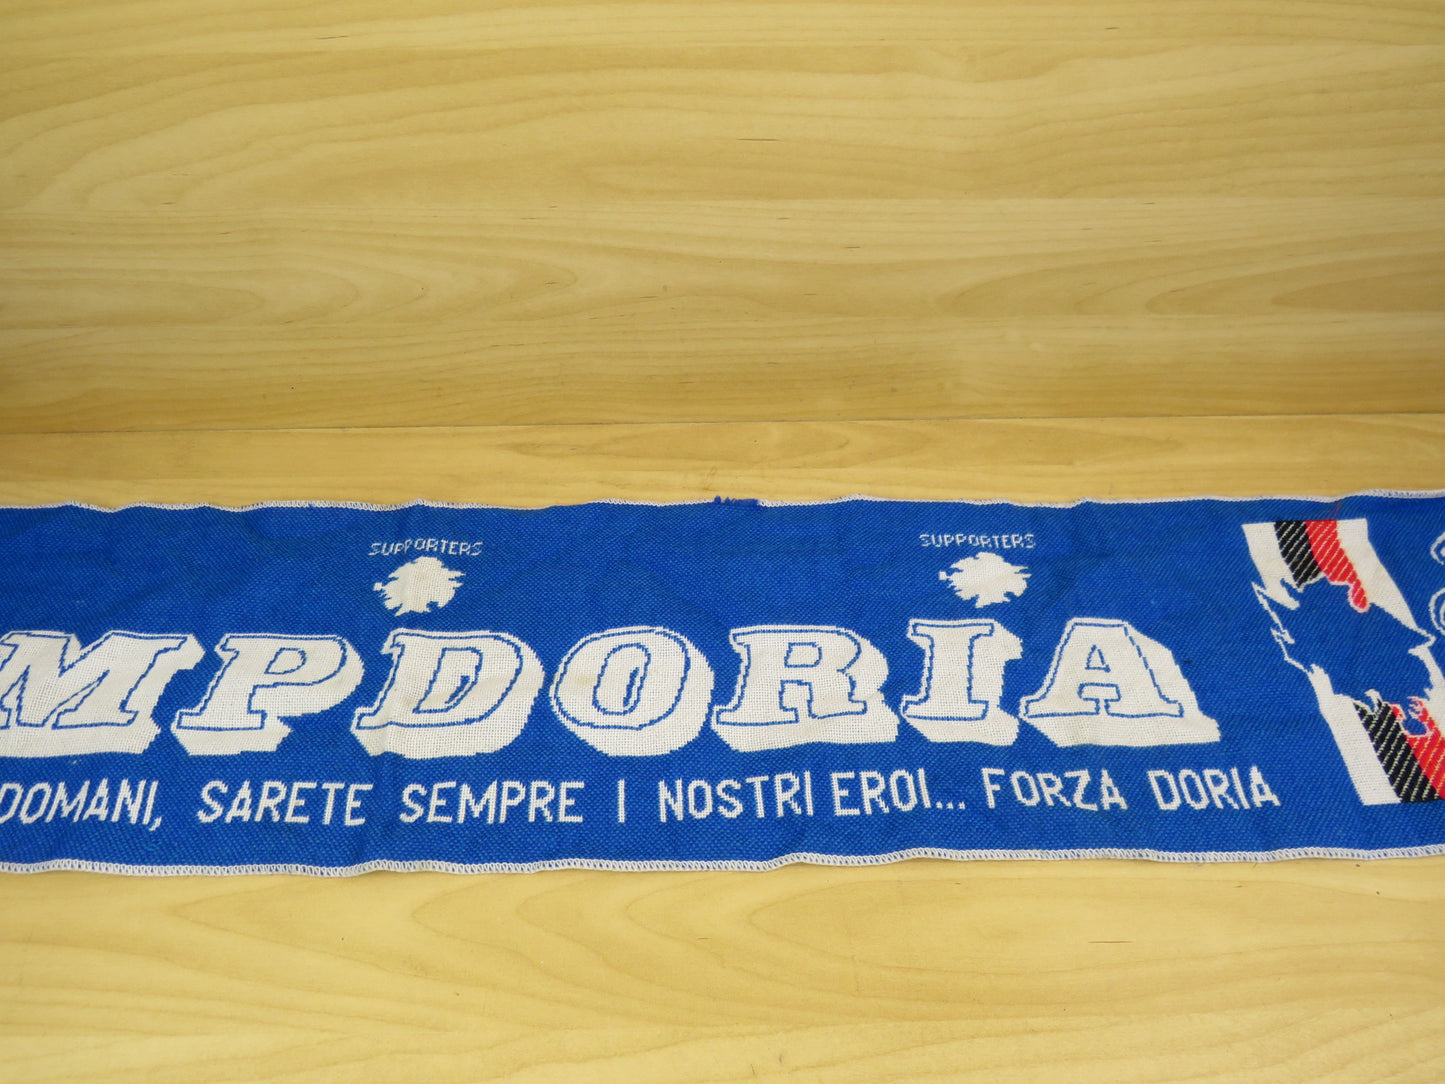 SUPPORTERS SUPPORTERS
MPDORIA
DOMANI, SARETE SEMPRE I NOSTRI EROI... FORZA DORIA